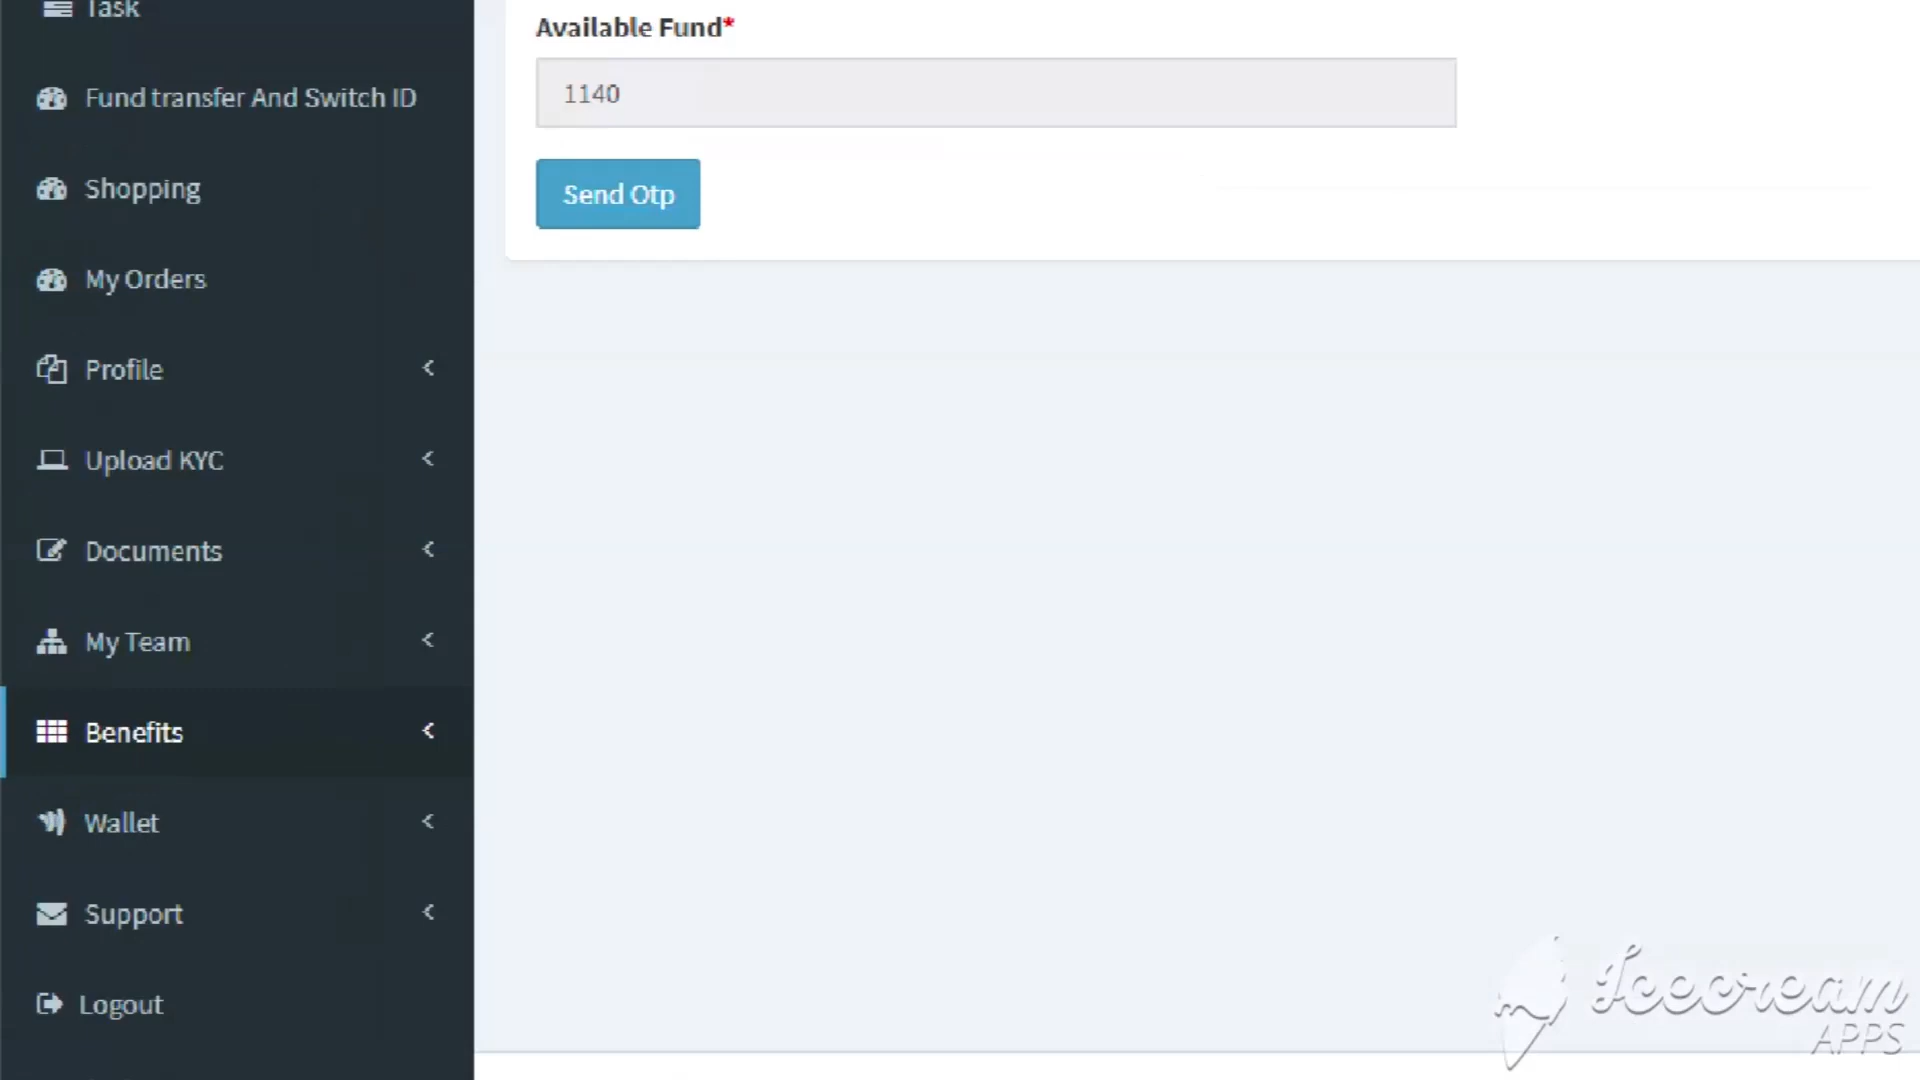 Task
Fund transfer And Switch ID
Shopping
My Orders
Profile
Upload KYC
Documents
My Team
Benefits
Wallet
Support
Logout
Available Fund*
1140
Send Otp
Icecream
APPS